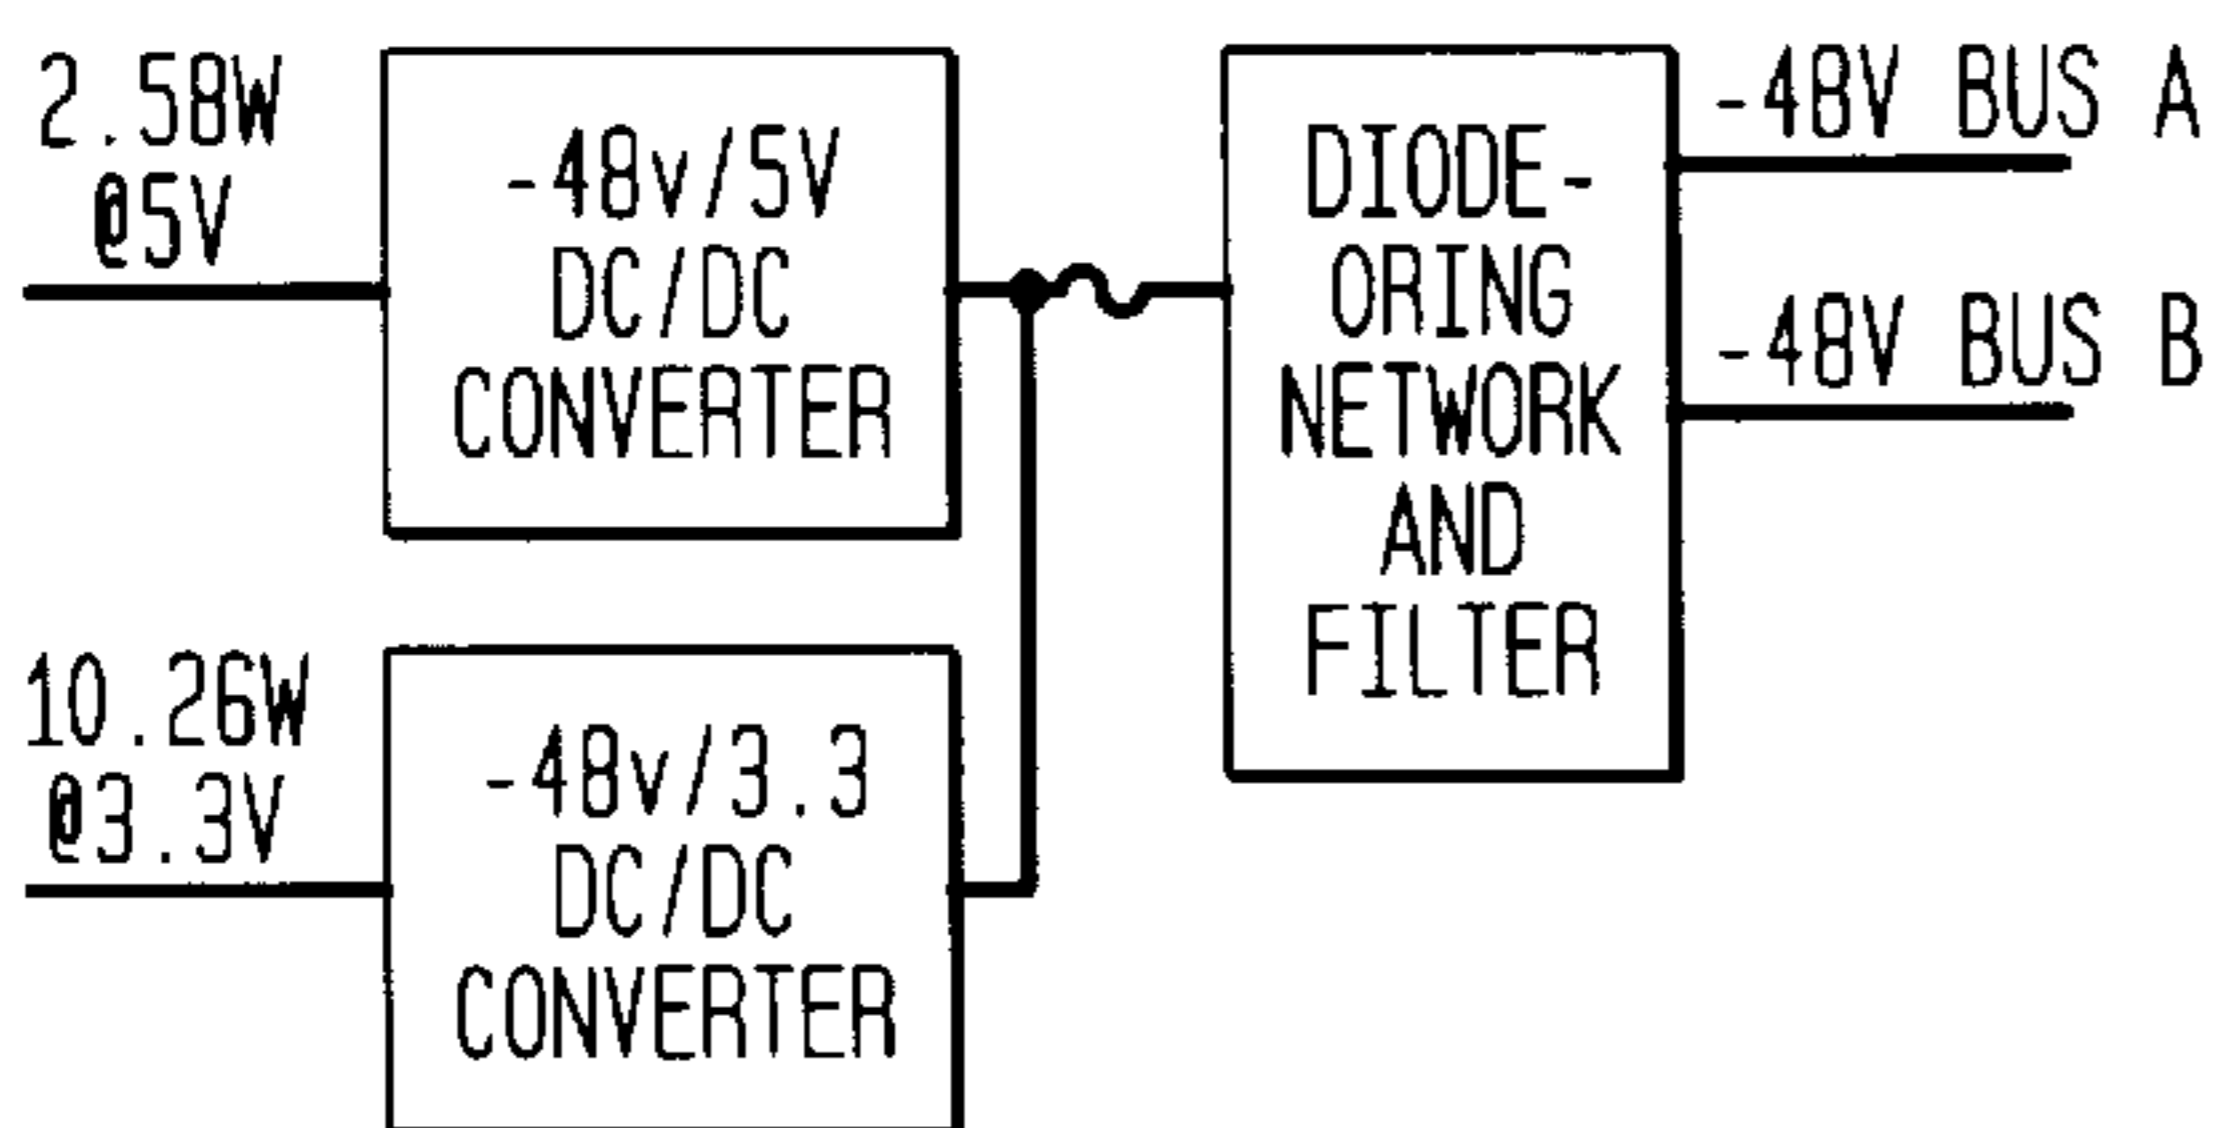 2.58W
@5V
-48v/5V
DC/DC
CONVERTER
10.26W
@3.3V
-48v/3.3
DC/DC
CONVERTER
DIODE-
ORING
NETWORK
AND
FILTER
-48V BUS A
-48V BUS B